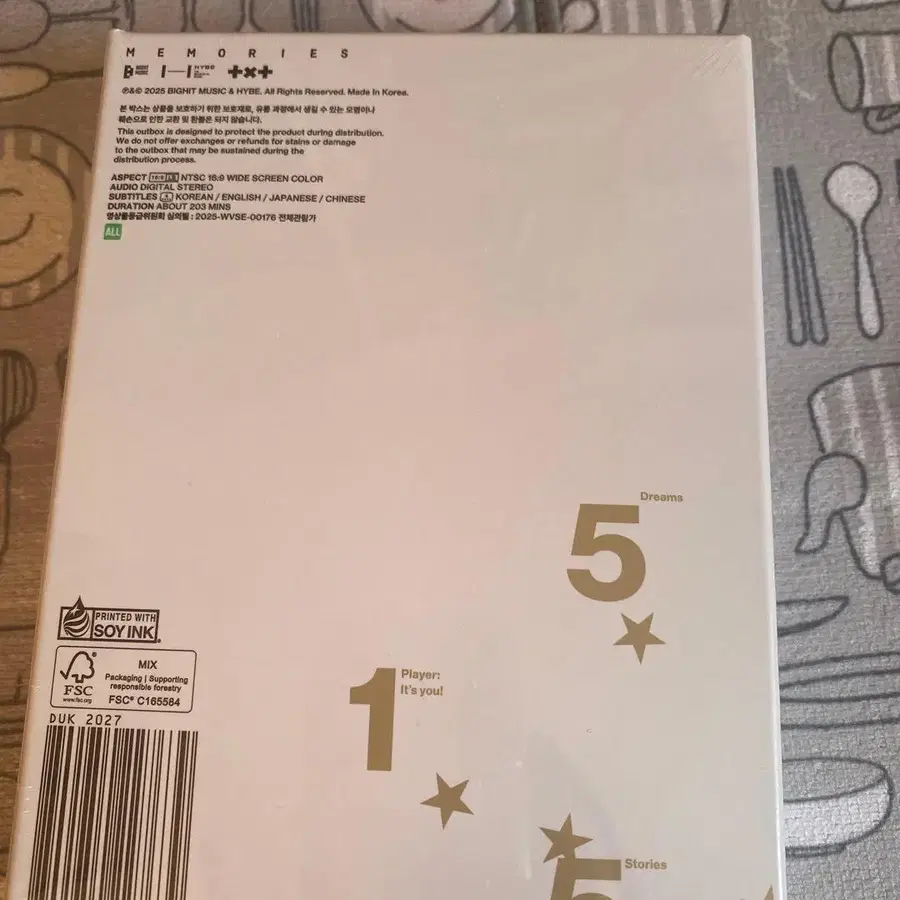 MEMORIES
BIGHIT MUSIC HYBE
℗&© 2025 BIGHIT MUSIC & HYBE. All Rights Reserved. Made In Korea.
본 박스는 상품을 보호하기 위한 보호재로, 유통 과정에서 생길 수 있는 오염이나
훼손으로 인한 교환 및 환불은 되지 않습니다.
This outbox is designed to protect the product during distribution.
We do not offer exchanges or refunds for stains or damage
to the outbox that may be sustained during the
distribution process.
ASPECT 16:9 LB NTSC 16:9 WIDE SCREEN COLOR
AUDIO DIGITAL STEREO
SUBTITLES KOREAN / ENGLISH / JAPANESE / CHINESE
DURATION ABOUT 203 MINS
영상물등급위원회 심의필 : 2025-WVSE-00176 전체관람가
ALL
5 Dreams
PRINTED WITH
SOY INK
FSC
www.fsc.org
MIX
Packaging | Supporting
responsible forestry
FSC® C165584
1 Player:
It's you!
DUK 2027
5 Stories